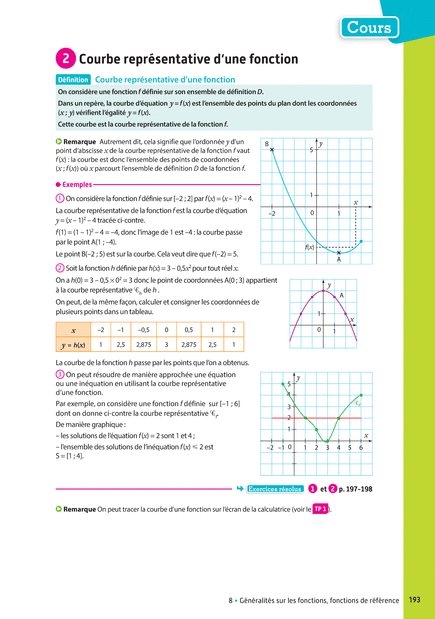 Cours
2 Courbe représentative d'une fonction
Définition Courbe représentative d'une fonction
On considère une fonction f définie sur son ensemble de définition D.
Dans un repère, la courbe d'équation y = f(x) est l'ensemble des points du plan dont les coordonnées
(x ; y) vérifient l'égalité y = f(x).
Cette courbe est la courbe représentative de la fonction f.
Remarque Autrement dit, cela signifie que l'ordonnée y d'un
point d'abscisse x de la courbe représentative de la fonction f vaut
f(x) : la courbe est donc l'ensemble des points de coordonnées
(x ; f(x)) où x parcourt l'ensemble de définition D de la fonction f.
Exemples
1 On considère la fonction f définie sur [–2 ; 2] par f(x) = (x – 1)² – 4.
La courbe représentative de la fonction f est la courbe d'équation
y = (x – 1)² – 4 tracée ci-contre.
f(1) = (1 – 1)² – 4 = –4, donc l'image de 1 est –4 : la courbe passe
par le point A(1 ; –4).
Le point B(–2 ; 5) est sur la courbe. Cela veut dire que f(–2) = 5.
B
5
y
1
x
–2
0
1
f(x)
A
2 Soit la fonction h définie par h(x) = 3 – 0,5x² pour tout réel x.
On a h(0) = 3 – 0,5 × 0² = 3 donc le point de coordonnées A(0 ; 3) appartient
à la courbe représentative 𝒞h de h.
On peut, de la même façon, calculer et consigner les coordonnées de
plusieurs points dans un tableau.
x –2 –1 –0,5 0 0,5 1 2
y = h(x) 1 2,5 2,875 3 2,875 2,5 1
La courbe de la fonction h passe par les points que l'on a obtenus.
y
A
1
x
0 1
3 On peut résoudre de manière approchée une équation
ou une inéquation en utilisant la courbe représentative
d'une fonction.
Par exemple, on considère une fonction f définie sur [–1 ; 6]
dont on donne ci-contre la courbe représentative 𝒞f.
De manière graphique :
– les solutions de l'équation f(x) = 2 sont 1 et 4 ;
– l'ensemble des solutions de l'inéquation f(x) ⩽ 2 est
S = [1 ; 4].
y
5
4
3
2
1
𝒞f
x
–2 –1 0 1 2 3 4 5 6
Exercices résolus 1 et 2 p. 197-198
Remarque On peut tracer la courbe d'une fonction sur l'écran de la calculatrice (voir le TP 1).
8 • Généralités sur les fonctions, fonctions de référence 193